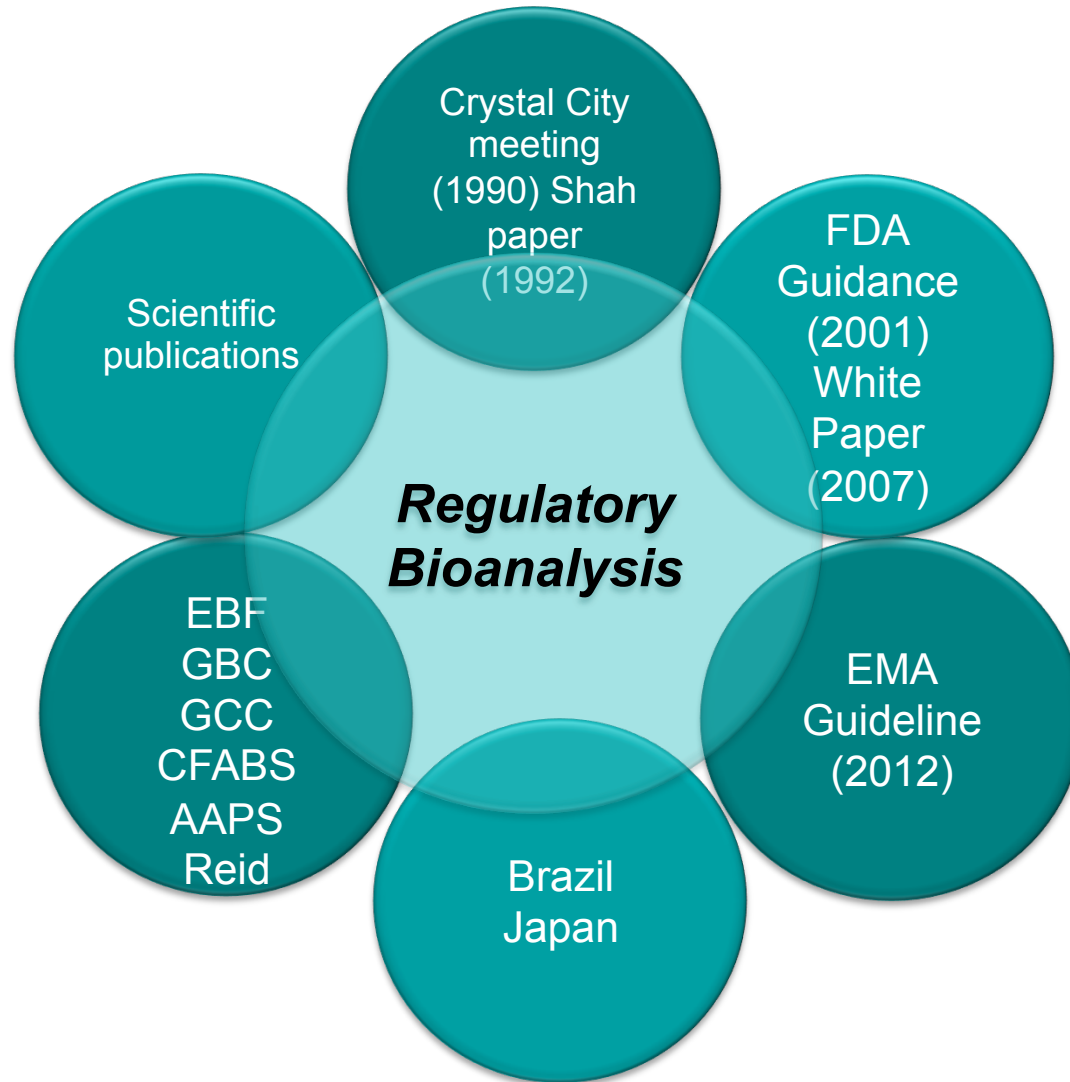 Crystal City
meeting
(1990) Shah
paper
(1992)
FDA
Guidance
(2001)
White
Paper
(2007)
Scientific
publications
Regulatory
Bioanalysis
EBF
GBC
GCC
CFABS
AAPS
Reid
EMA
Guideline
(2012)
Brazil
Japan